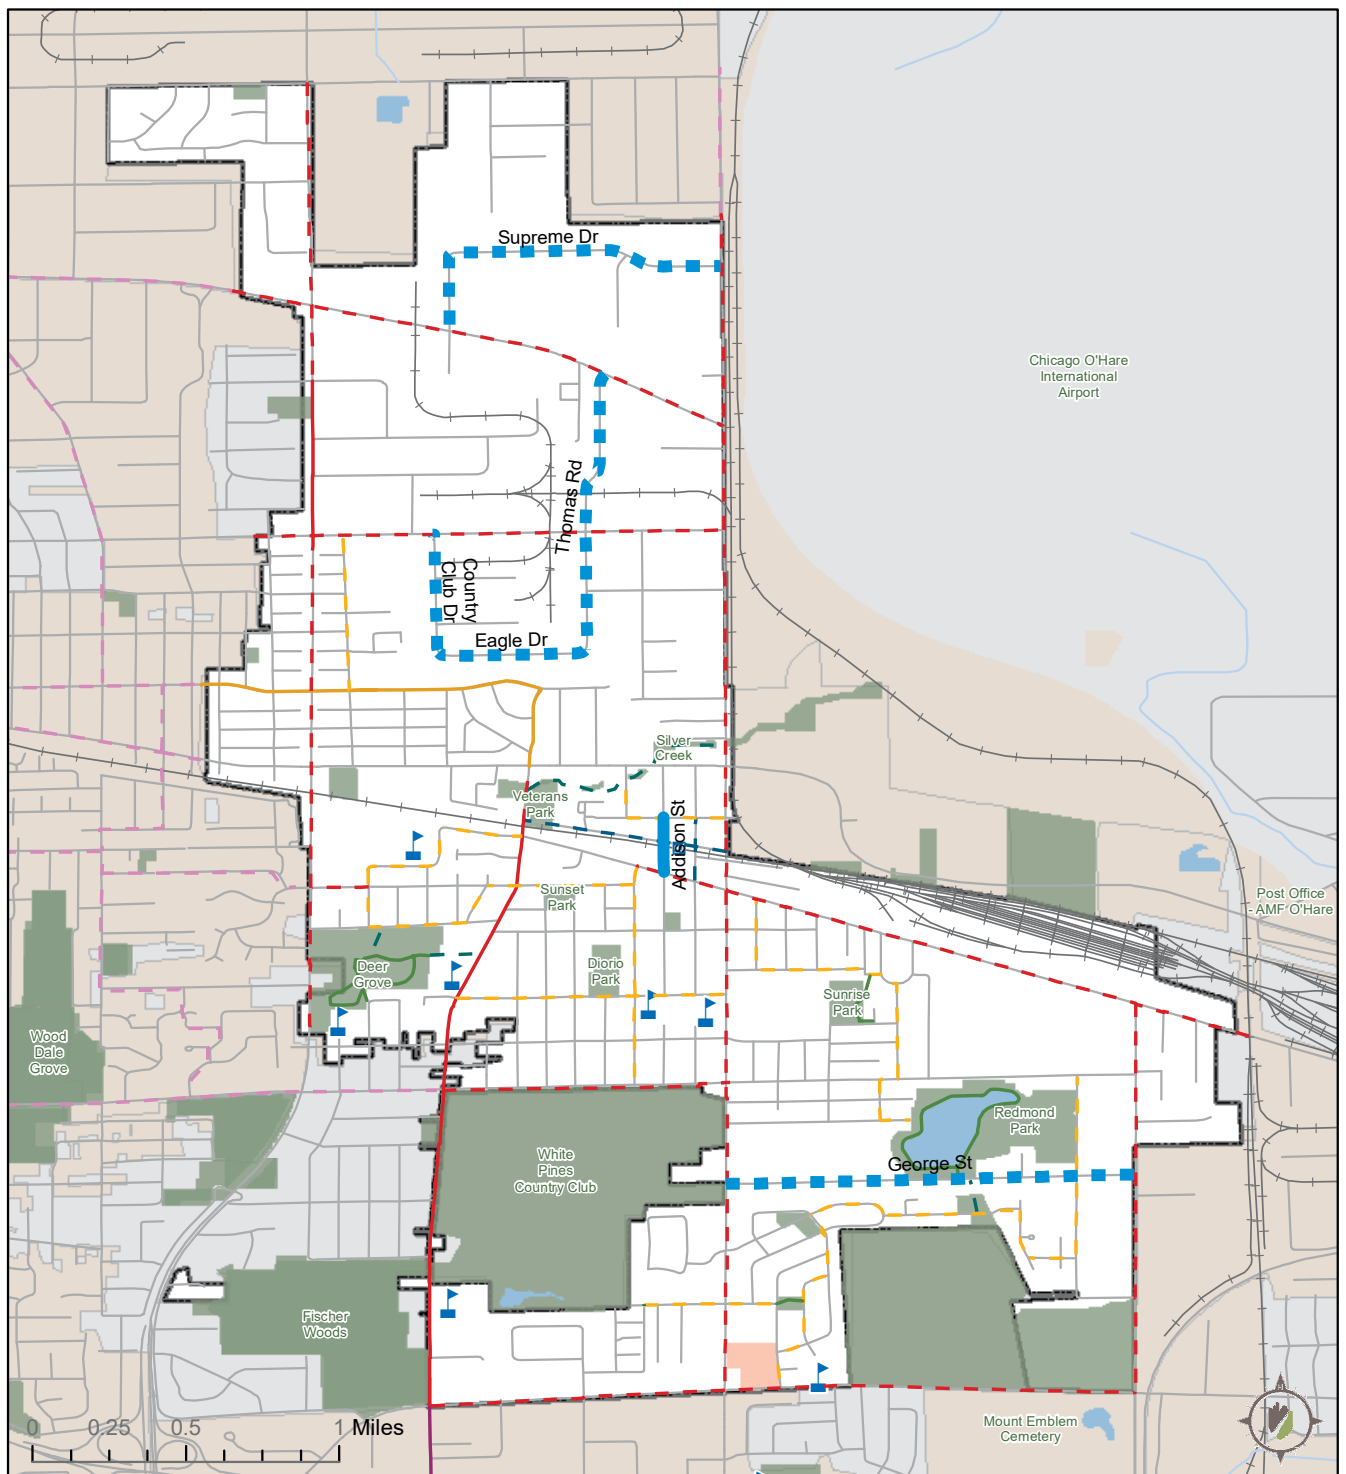 Supreme Dr
Chicago O'Hare
International
Airport
Thomas Rd
Country
Club Dr
Eagle Dr
Silver
Creek
Veterans
Park
Addison St
Sunset
Park
Post Office
- AMF O'Hare
Deer
Grove
Diorio
Park
Sunrise
Park
Wood
Dale
Grove
Redmond
Park
White
Pines
Country Club
George St
Fischer
Woods
Mount Emblem
Cemetery
0 0.25 0.5 1 Miles